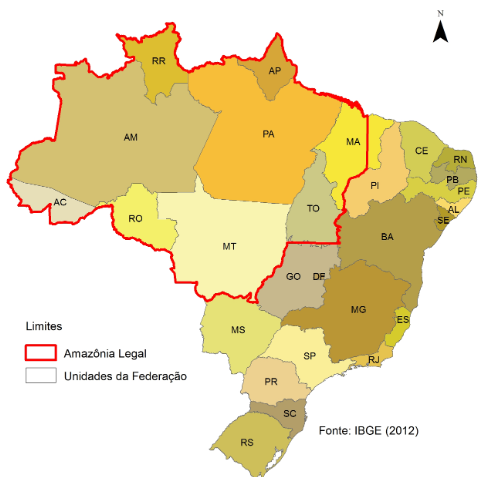 N
RR
AP
AM
PA
MA
CE
RN
PB
PE
PI
AL
SE
AC
RO
TO
BA
MT
GO DF
MG
ES
MS
SP
RJ
PR
SC
RS
Limites
Amazônia Legal
Unidades da Federação
Fonte: IBGE (2012)